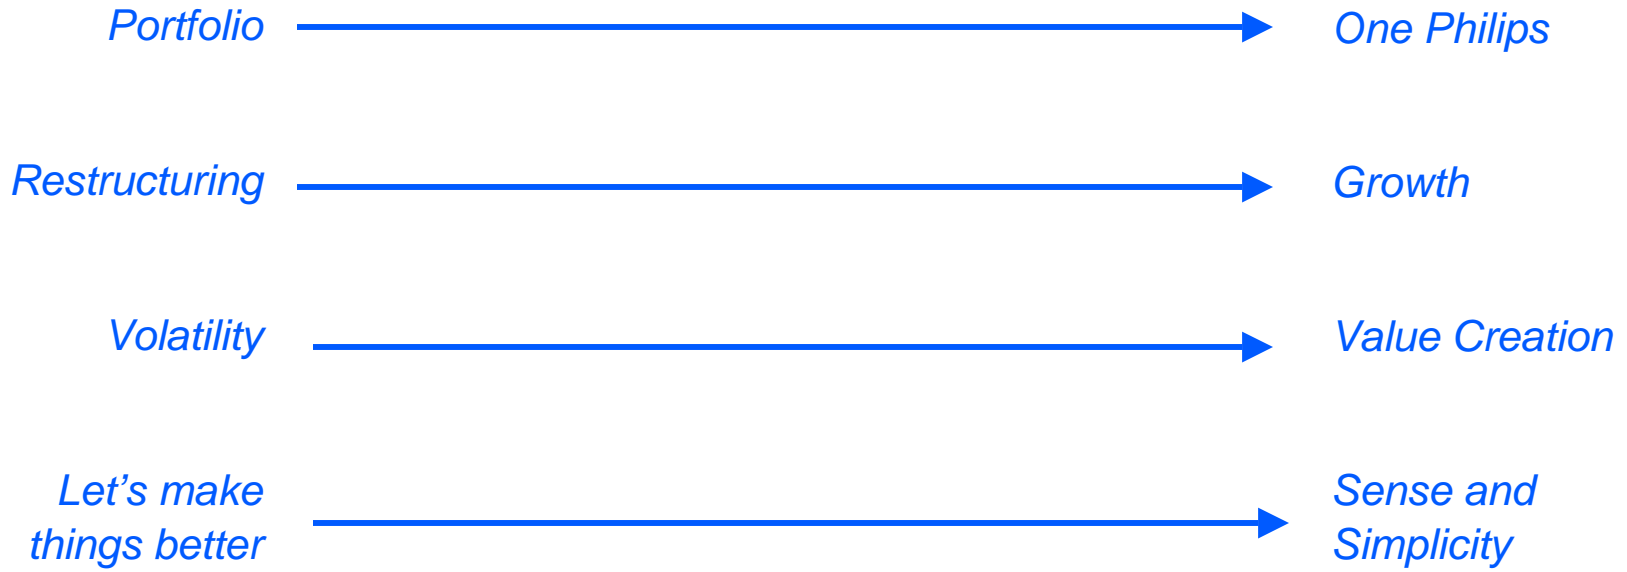 Portfolio
One Philips
Restructuring
Growth
Volatility
Value Creation
Let’s make
things better
Sense and
Simplicity